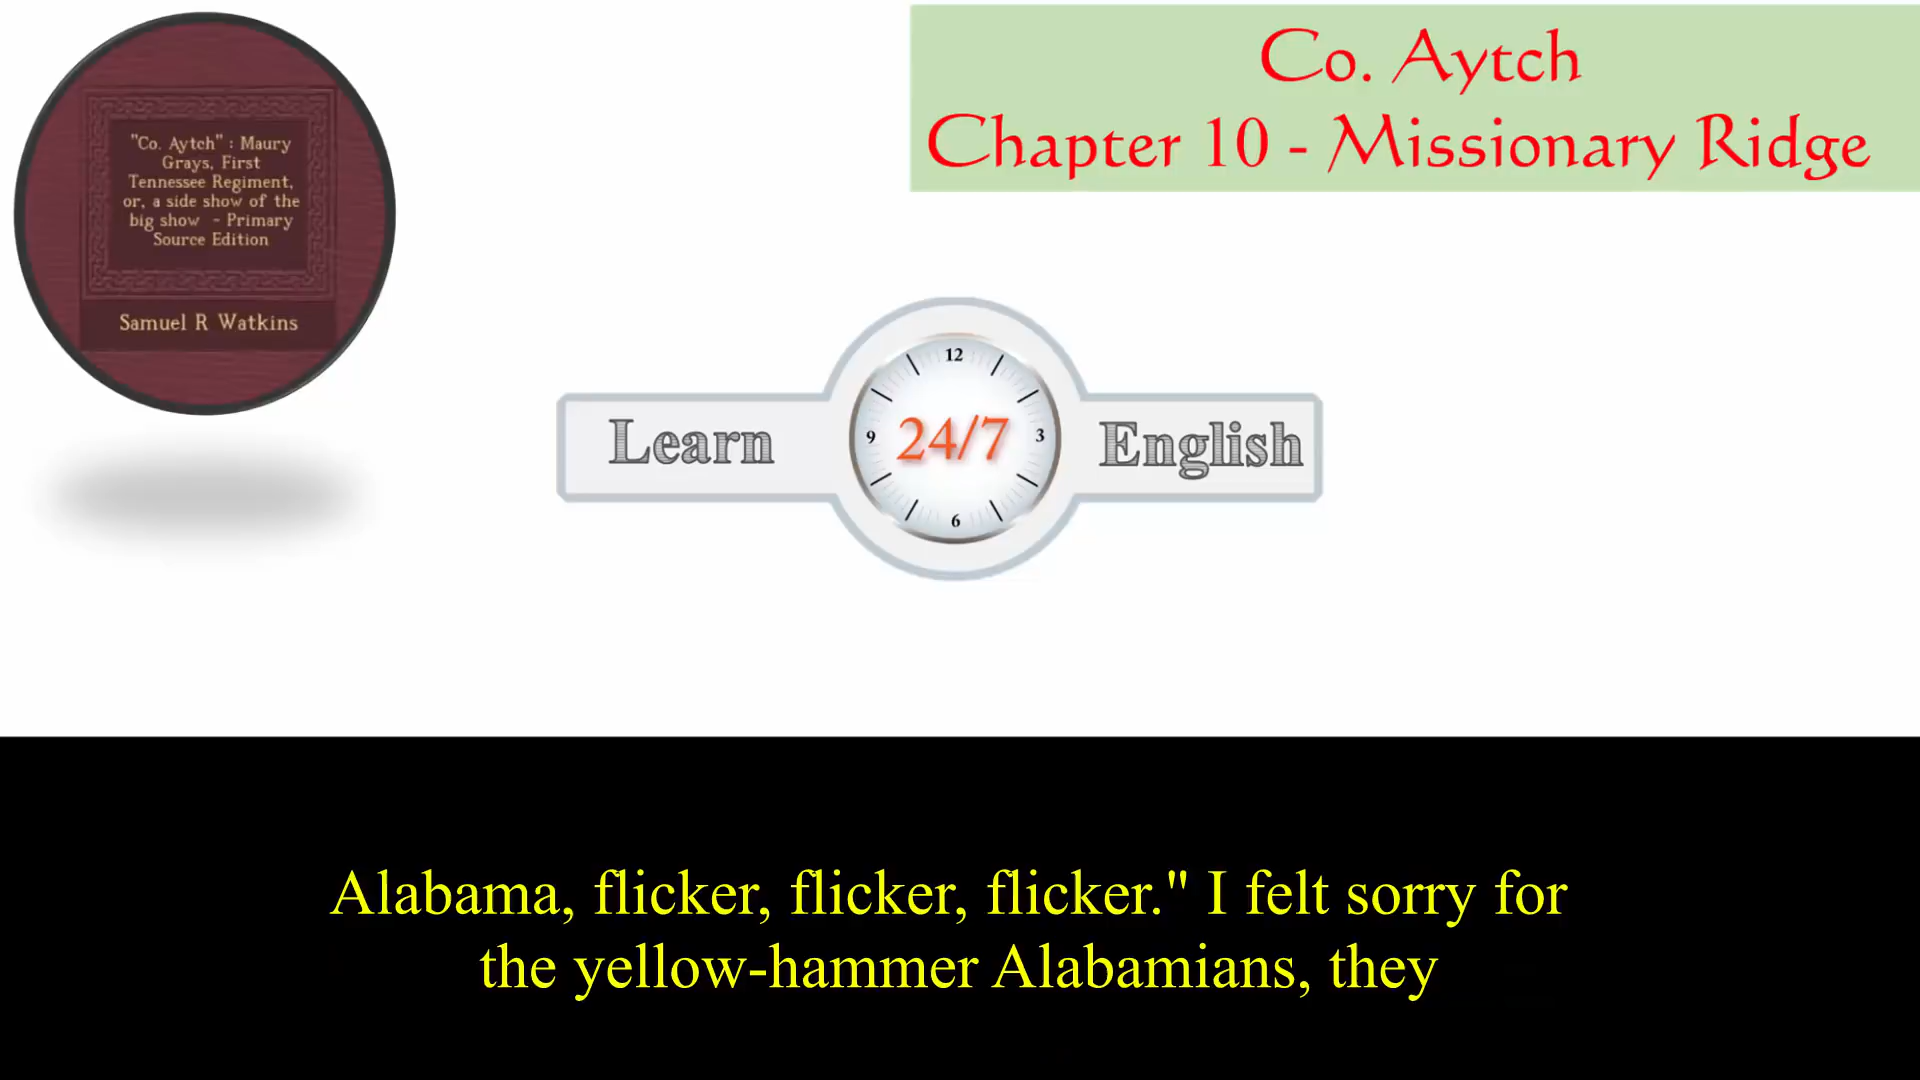 "Co. Aytch" : Maury
Grays, First
Tennessee Regiment,
or, a side show of the
big show - Primary
Source Edition
Samuel R Watkins
Co. Aytch
Chapter 10 - Missionary Ridge
Learn
12
9
24/7
3
6
English
Alabama, flicker, flicker, flicker." I felt sorry for
the yellow-hammer Alabamians, they